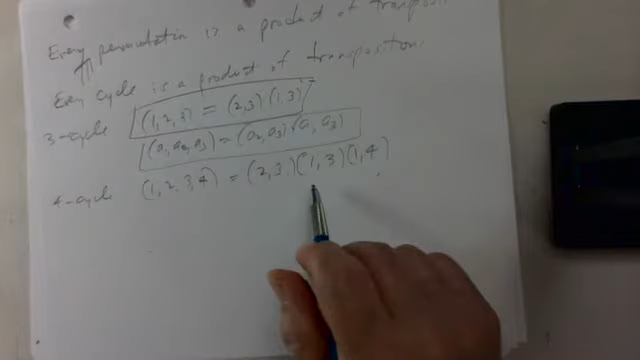 Every permutation is a product of transposi
Every cycle is a product of transpositions.
3-cycle (1,2,3) = (2,3)(1,3)
(a₁,a₂,a₃) = (a₂,a₃)(a₁,a₃)
4-cycle (1,2,3,4) = (2,3)(1,3)(1,4)